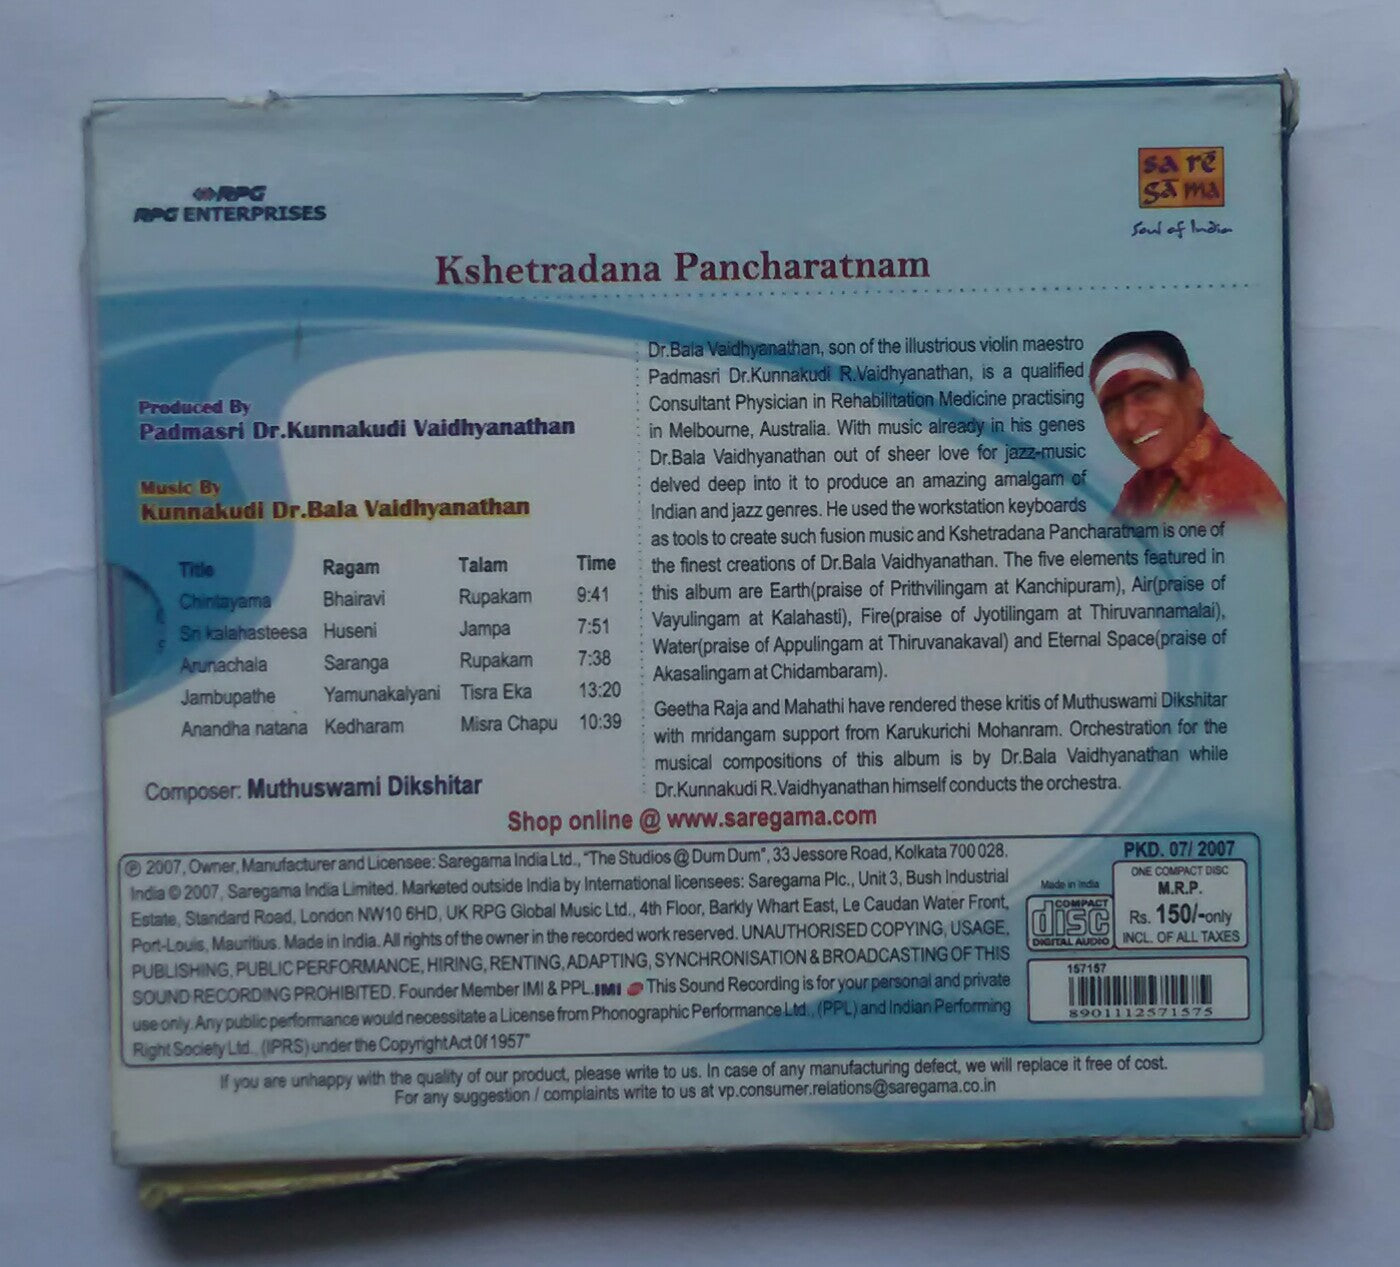 RPG
RPG ENTERPRISES
sa rē
gā ma
Soul of India
Kshetradana Pancharatnam
Produced By
Padmasri Dr.Kunnakudi Vaidhyanathan
Music By
Kunnakudi Dr.Bala Vaidhyanathan
Title Ragam Talam Time
Chintayama Bhairavi Rupakam 9:41
Sri kalahasteesa Huseni Jampa 7:51
Arunachala Saranga Rupakam 7:38
Jambupathe Yamunakalyani Tisra Eka 13:20
Anandha natana Kedharam Misra Chapu 10:39
Composer: Muthuswami Dikshitar
Dr.Bala Vaidhyanathan, son of the illustrious violin maestro
Padmasri Dr.Kunnakudi R.Vaidhyanathan, is a qualified
Consultant Physician in Rehabilitation Medicine practising
in Melbourne, Australia. With music already in his genes
Dr.Bala Vaidhyanathan out of sheer love for jazz-music
delved deep into it to produce an amazing amalgam of
Indian and jazz genres. He used the workstation keyboards
as tools to create such fusion music and Kshetradana Pancharatnam is one of
the finest creations of Dr.Bala Vaidhyanathan. The five elements featured in
this album are Earth(praise of Prithvilingam at Kanchipuram), Air(praise of
Vayulingam at Kalahasti), Fire(praise of Jyotilingam at Thiruvannamalai),
Water(praise of Appulingam at Thiruvanakaval) and Eternal Space(praise of
Akasalingam at Chidambaram).
Geetha Raja and Mahathi have rendered these kritis of Muthuswami Dikshitar
with mridangam support from Karukurichi Mohanram. Orchestration for the
musical compositions of this album is by Dr.Bala Vaidhyanathan while
Dr.Kunnakudi R.Vaidhyanathan himself conducts the orchestra.
Shop online @ www.saregama.com
℗ 2007, Owner, Manufacturer and Licensee: Saregama India Ltd., "The Studios @ Dum Dum", 33 Jessore Road, Kolkata 700 028.
India © 2007, Saregama India Limited. Marketed outside India by International licensees: Saregama Plc., Unit 3, Bush Industrial
Estate, Standard Road, London NW10 6HD, UK RPG Global Music Ltd., 4th Floor, Barkly Whart East, Le Caudan Water Front,
Port-Louis, Mauritius. Made in India. All rights of the owner in the recorded work reserved. UNAUTHORISED COPYING, USAGE,
PUBLISHING, PUBLIC PERFORMANCE, HIRING, RENTING, ADAPTING, SYNCHRONISATION & BROADCASTING OF THIS
SOUND RECORDING PROHIBITED. Founder Member IMI & PPL. IMI This Sound Recording is for your personal and private
use only. Any public performance would necessitate a License from Phonographic Performance Ltd., (PPL) and Indian Performing
Right Society Ltd., (IPRS) under the Copyright Act 0f 1957"
PKD. 07/ 2007
Made in India
COMPACT
disc
DIGITAL AUDIO
ONE COMPACT DISC
M.R.P.
Rs. 150/-only
INCL. OF ALL TAXES
157157
8901112571575
If you are unhappy with the quality of our product, please write to us. In case of any manufacturing defect, we will replace it free of cost.
For any suggestion / complaints write to us at vp.consumer.relations@saregama.co.in